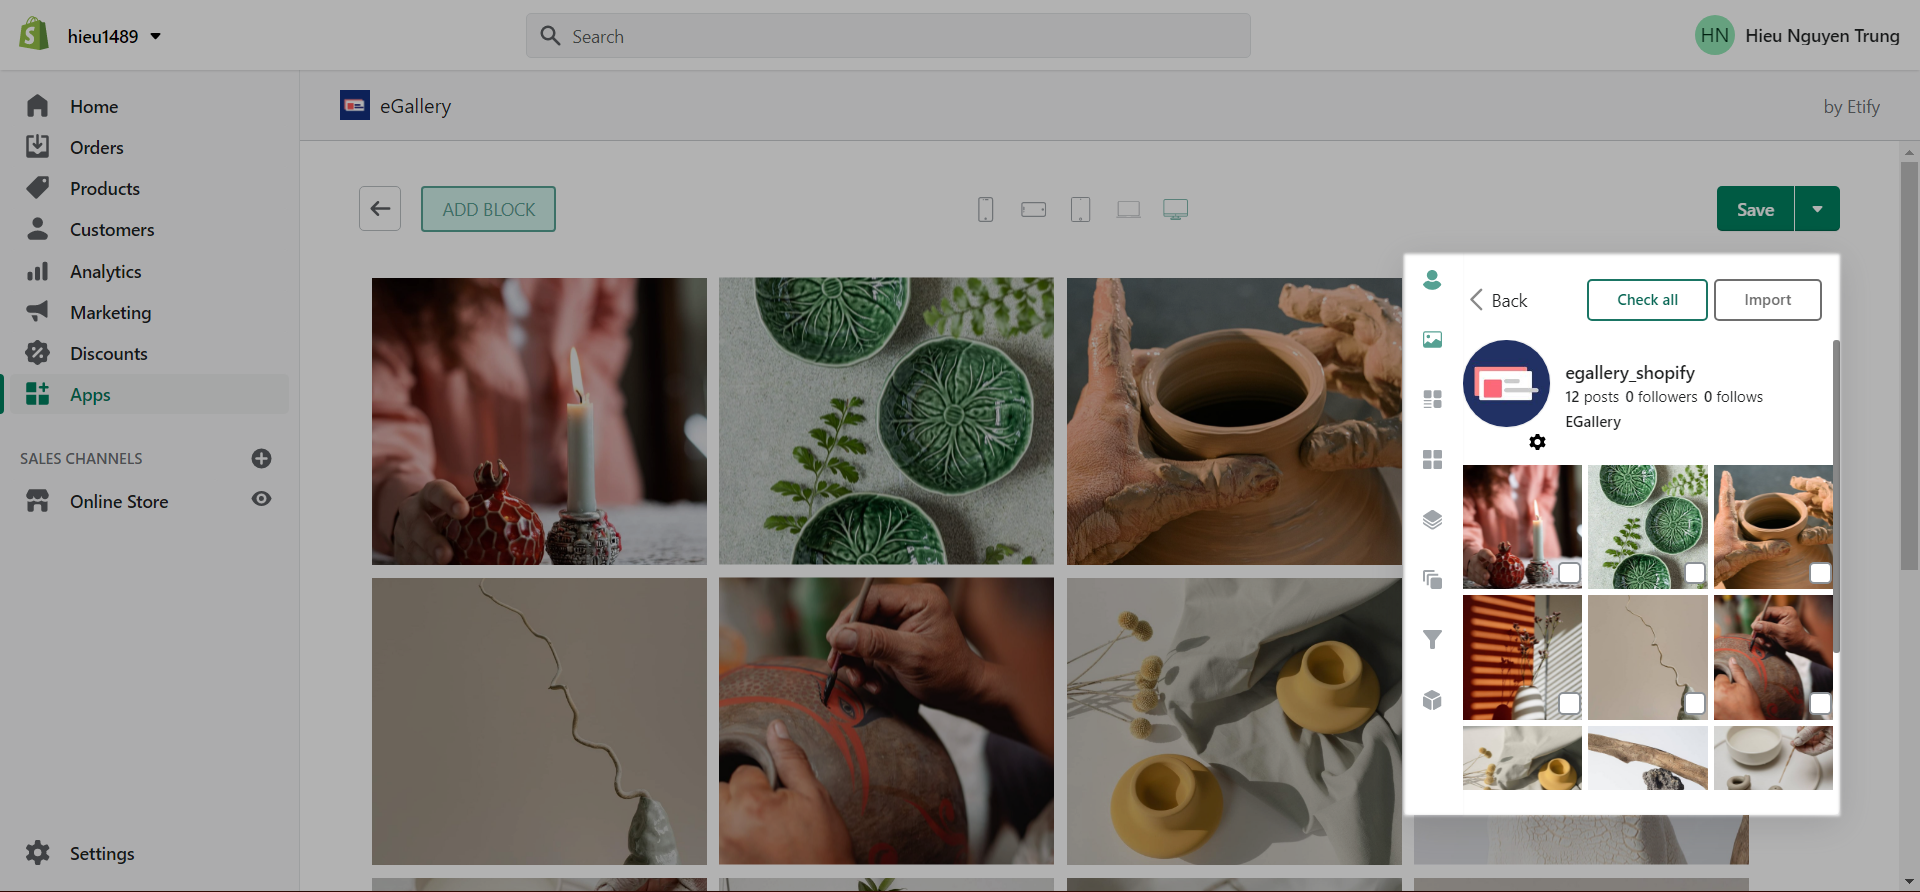 hieu1489
Search
HN
Hieu Nguyen Trung
Home
Orders
Products
Customers
Analytics
Marketing
Discounts
Apps
SALES CHANNELS
Online Store
Settings
eGallery
by Etify
ADD BLOCK
Save
Back
Check all
Import
egallery_shopify
12 posts 0 followers 0 follows
EGallery